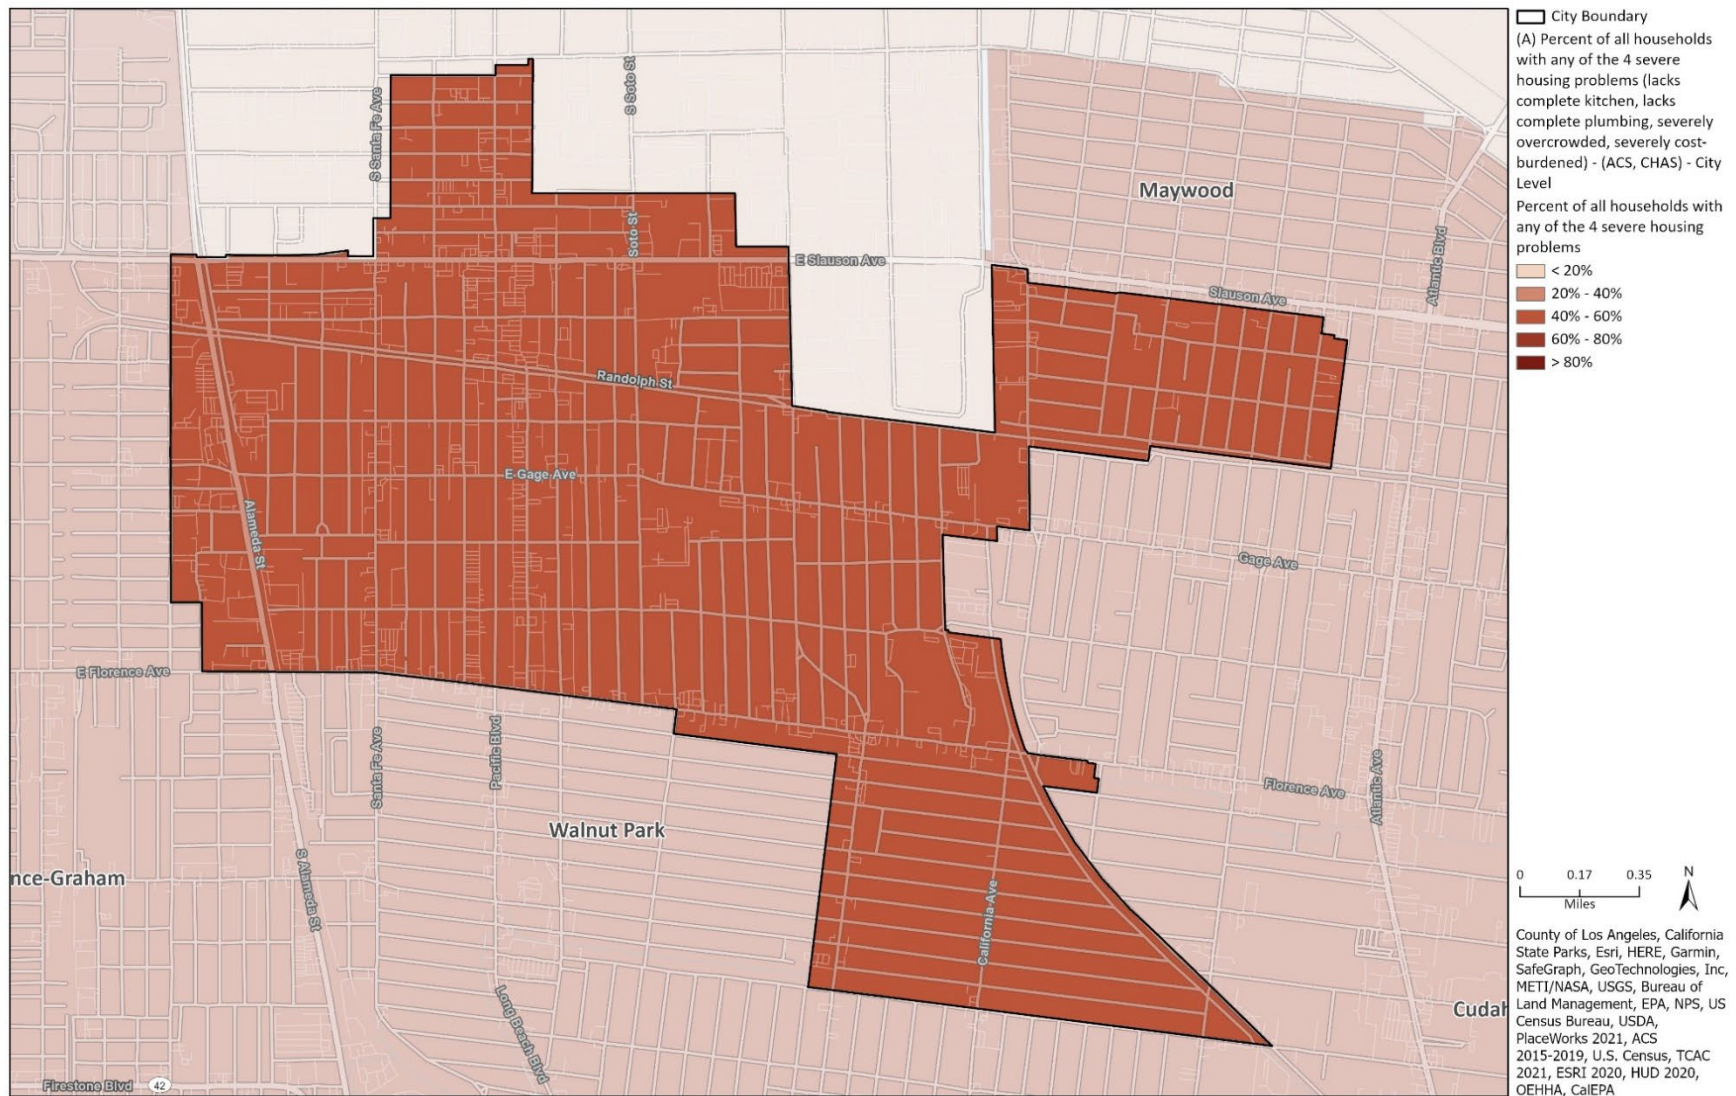 S Santa Fe Ave
S Soto St
Maywood
Atlantic Blvd
Soto St
E Slauson Ave
Slauson Ave
Randolph St
E Gage Ave
Alameda St
Gage Ave
E Florence Ave
Santa Fe Ave
Pacific Blvd
Florence Ave
Atlantic Ave
Walnut Park
nce-Graham
S Alameda St
California Ave
Long Beach Blvd
Cudah
Firestone Blvd
42
City Boundary
(A) Percent of all households
with any of the 4 severe
housing problems (lacks
complete kitchen, lacks
complete plumbing, severely
overcrowded, severely cost-
burdened) - (ACS, CHAS) - City
Level
Percent of all households with
any of the 4 severe housing
problems
< 20%
20% - 40%
40% - 60%
60% - 80%
> 80%
0 0.17 0.35
Miles
N
County of Los Angeles, California
State Parks, Esri, HERE, Garmin,
SafeGraph, GeoTechnologies, Inc,
METI/NASA, USGS, Bureau of
Land Management, EPA, NPS, US
Census Bureau, USDA,
PlaceWorks 2021, ACS
2015-2019, U.S. Census, TCAC
2021, ESRI 2020, HUD 2020,
OEHHA, CalEPA